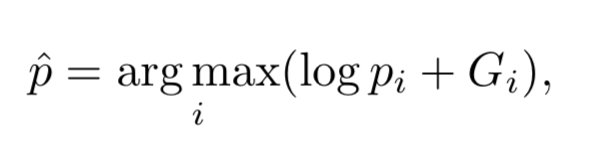 p̂ = arg max(log pᵢ + Gᵢ),
i